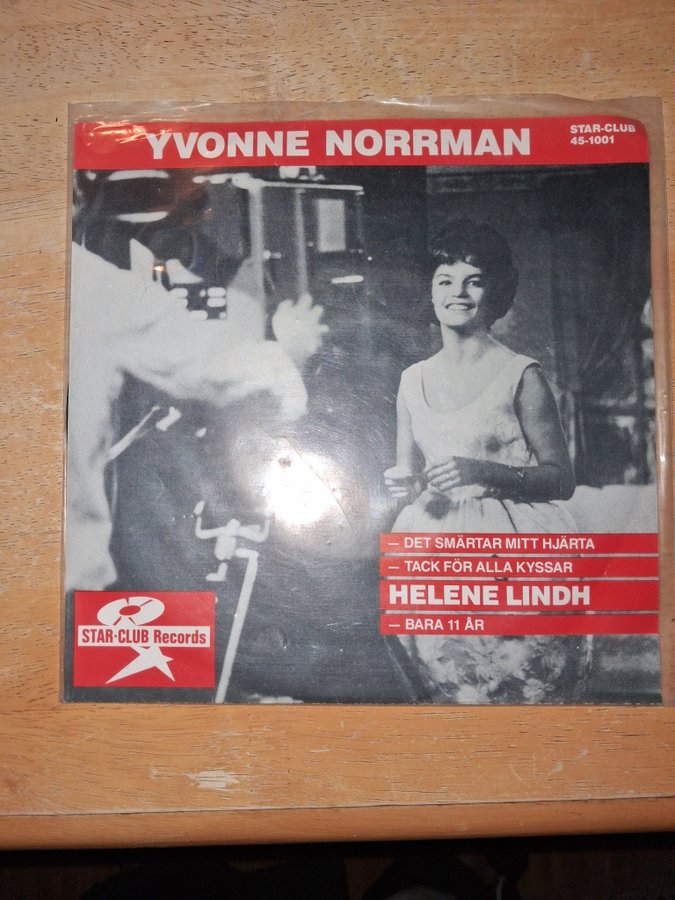 YVONNE NORRMAN
STAR-CLUB
45-1001
– DET SMÄRTAR MITT HJÄRTA
– TACK FÖR ALLA KYSSAR
HELENE LINDH
– BARA 11 ÅR
STAR-CLUB Records